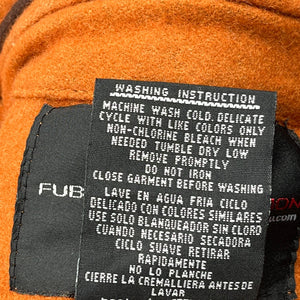 WASHING INSTRUCTION
MACHINE WASH COLD. DELICATE
CYCLE WITH LIKE COLORS ONLY
NON-CHLORINE BLEACH WHEN
NEEDED TUMBLE DRY LOW
REMOVE PROMPTLY
DO NOT IRON
CLOSE GARMENT BEFORE WASHING
LAVE EN AGUA FRIA CICLO
DELICADO CON COLORES SIMILARES
USE SOLO BLANQUEADOR SIN CLORO
CUANDO NECESARIO SECADORA
CICLO SUAVE RETIRAR
RAPIDAMENTE
NO LO PLANCHE
CIERRE LA CREMALLERIA ANTES DE
LAVAR
FUB